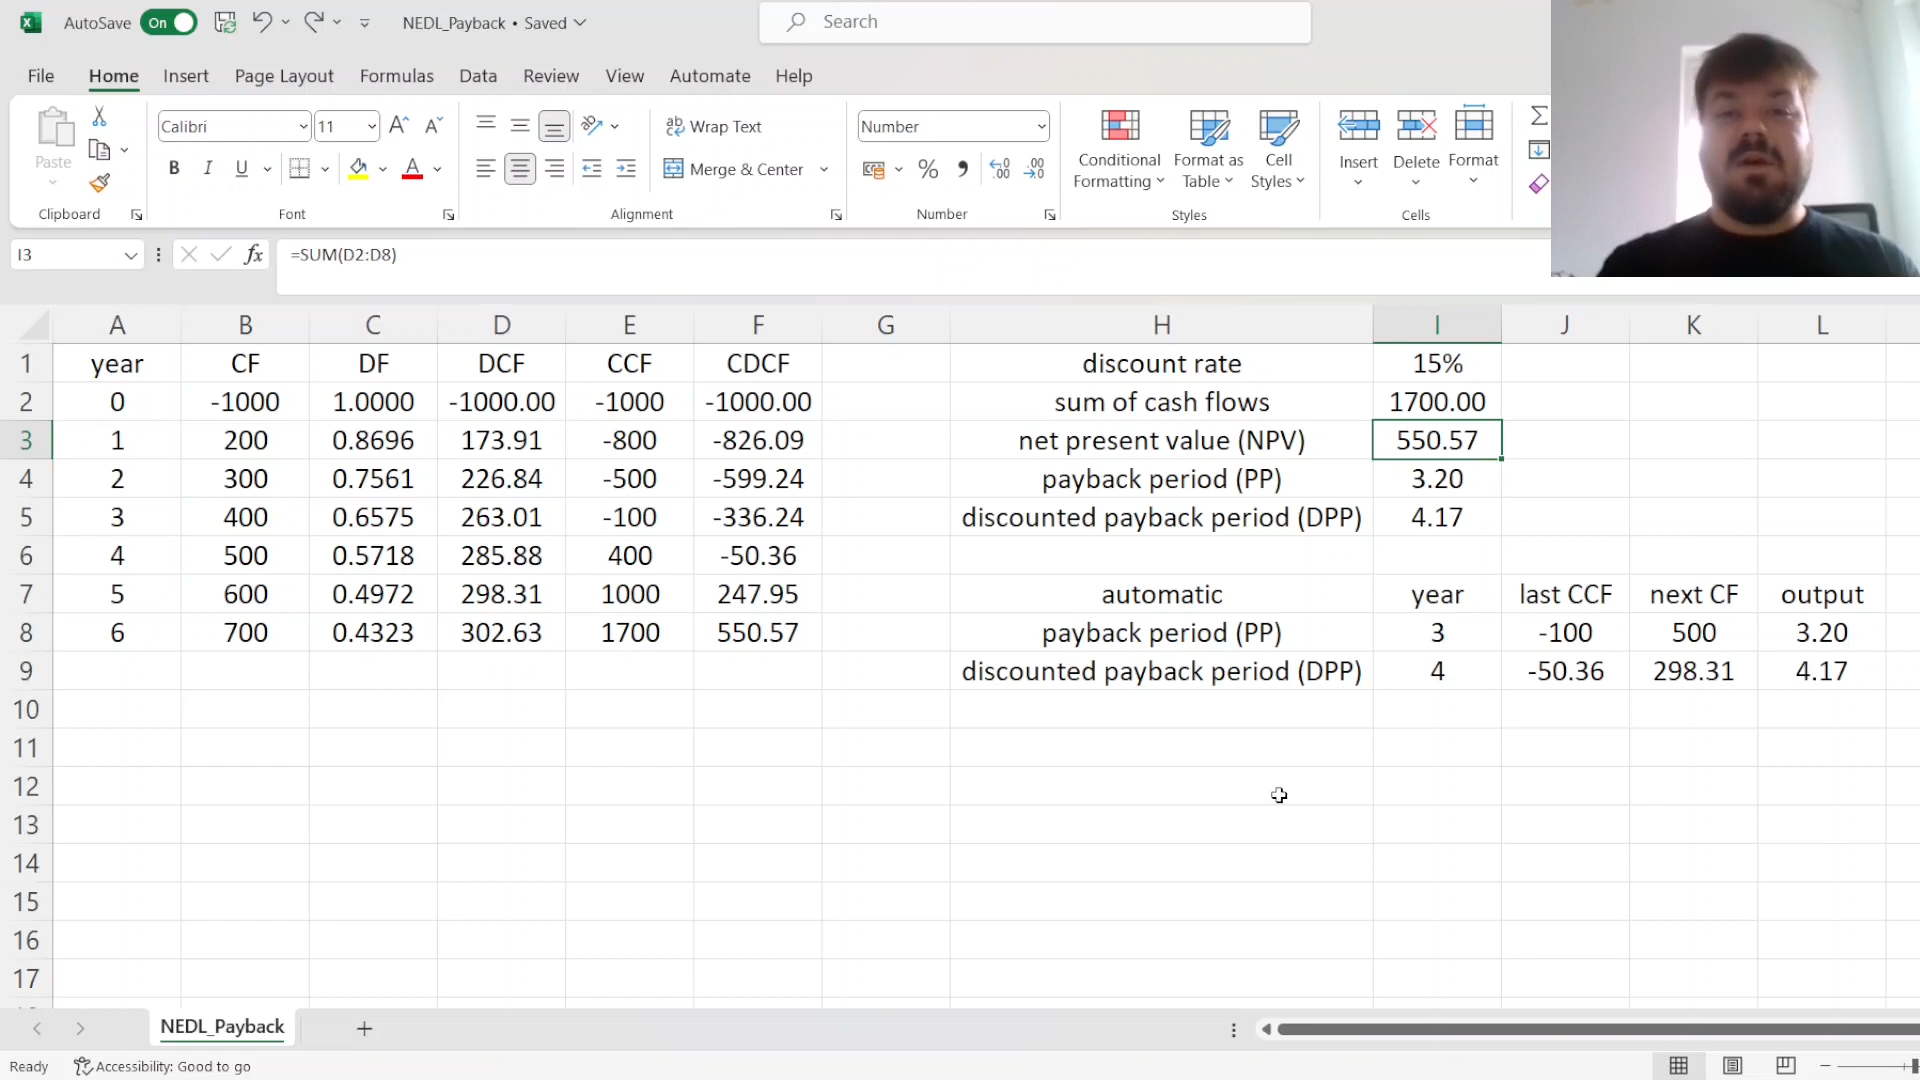 AutoSave On NEDL_Payback • Saved Search
File Home Insert Page Layout Formulas Data Review View Automate Help
Paste Calibri 11 A^ A˅ Wrap Text Number Conditional Formatting Format as Table Cell Styles Insert Delete Format
B I U A Merge & Center % , .00
Clipboard Font Alignment Number Styles Cells
I3 fx =SUM(D2:D8)
A B C D E F G H I J K L
1 year CF DF DCF CCF CDCF discount rate 15%
2 0 -1000 1.0000 -1000.00 -1000 -1000.00 sum of cash flows 1700.00
3 1 200 0.8696 173.91 -800 -826.09 net present value (NPV) 550.57
4 2 300 0.7561 226.84 -500 -599.24 payback period (PP) 3.20
5 3 400 0.6575 263.01 -100 -336.24 discounted payback period (DPP) 4.17
6 4 500 0.5718 285.88 400 -50.36
7 5 600 0.4972 298.31 1000 247.95 automatic year last CCF next CF output
8 6 700 0.4323 302.63 1700 550.57 payback period (PP) 3 -100 500 3.20
9 discounted payback period (DPP) 4 -50.36 298.31 4.17
10
11
12
13
14
15
16
17
NEDL_Payback
Ready Accessibility: Good to go